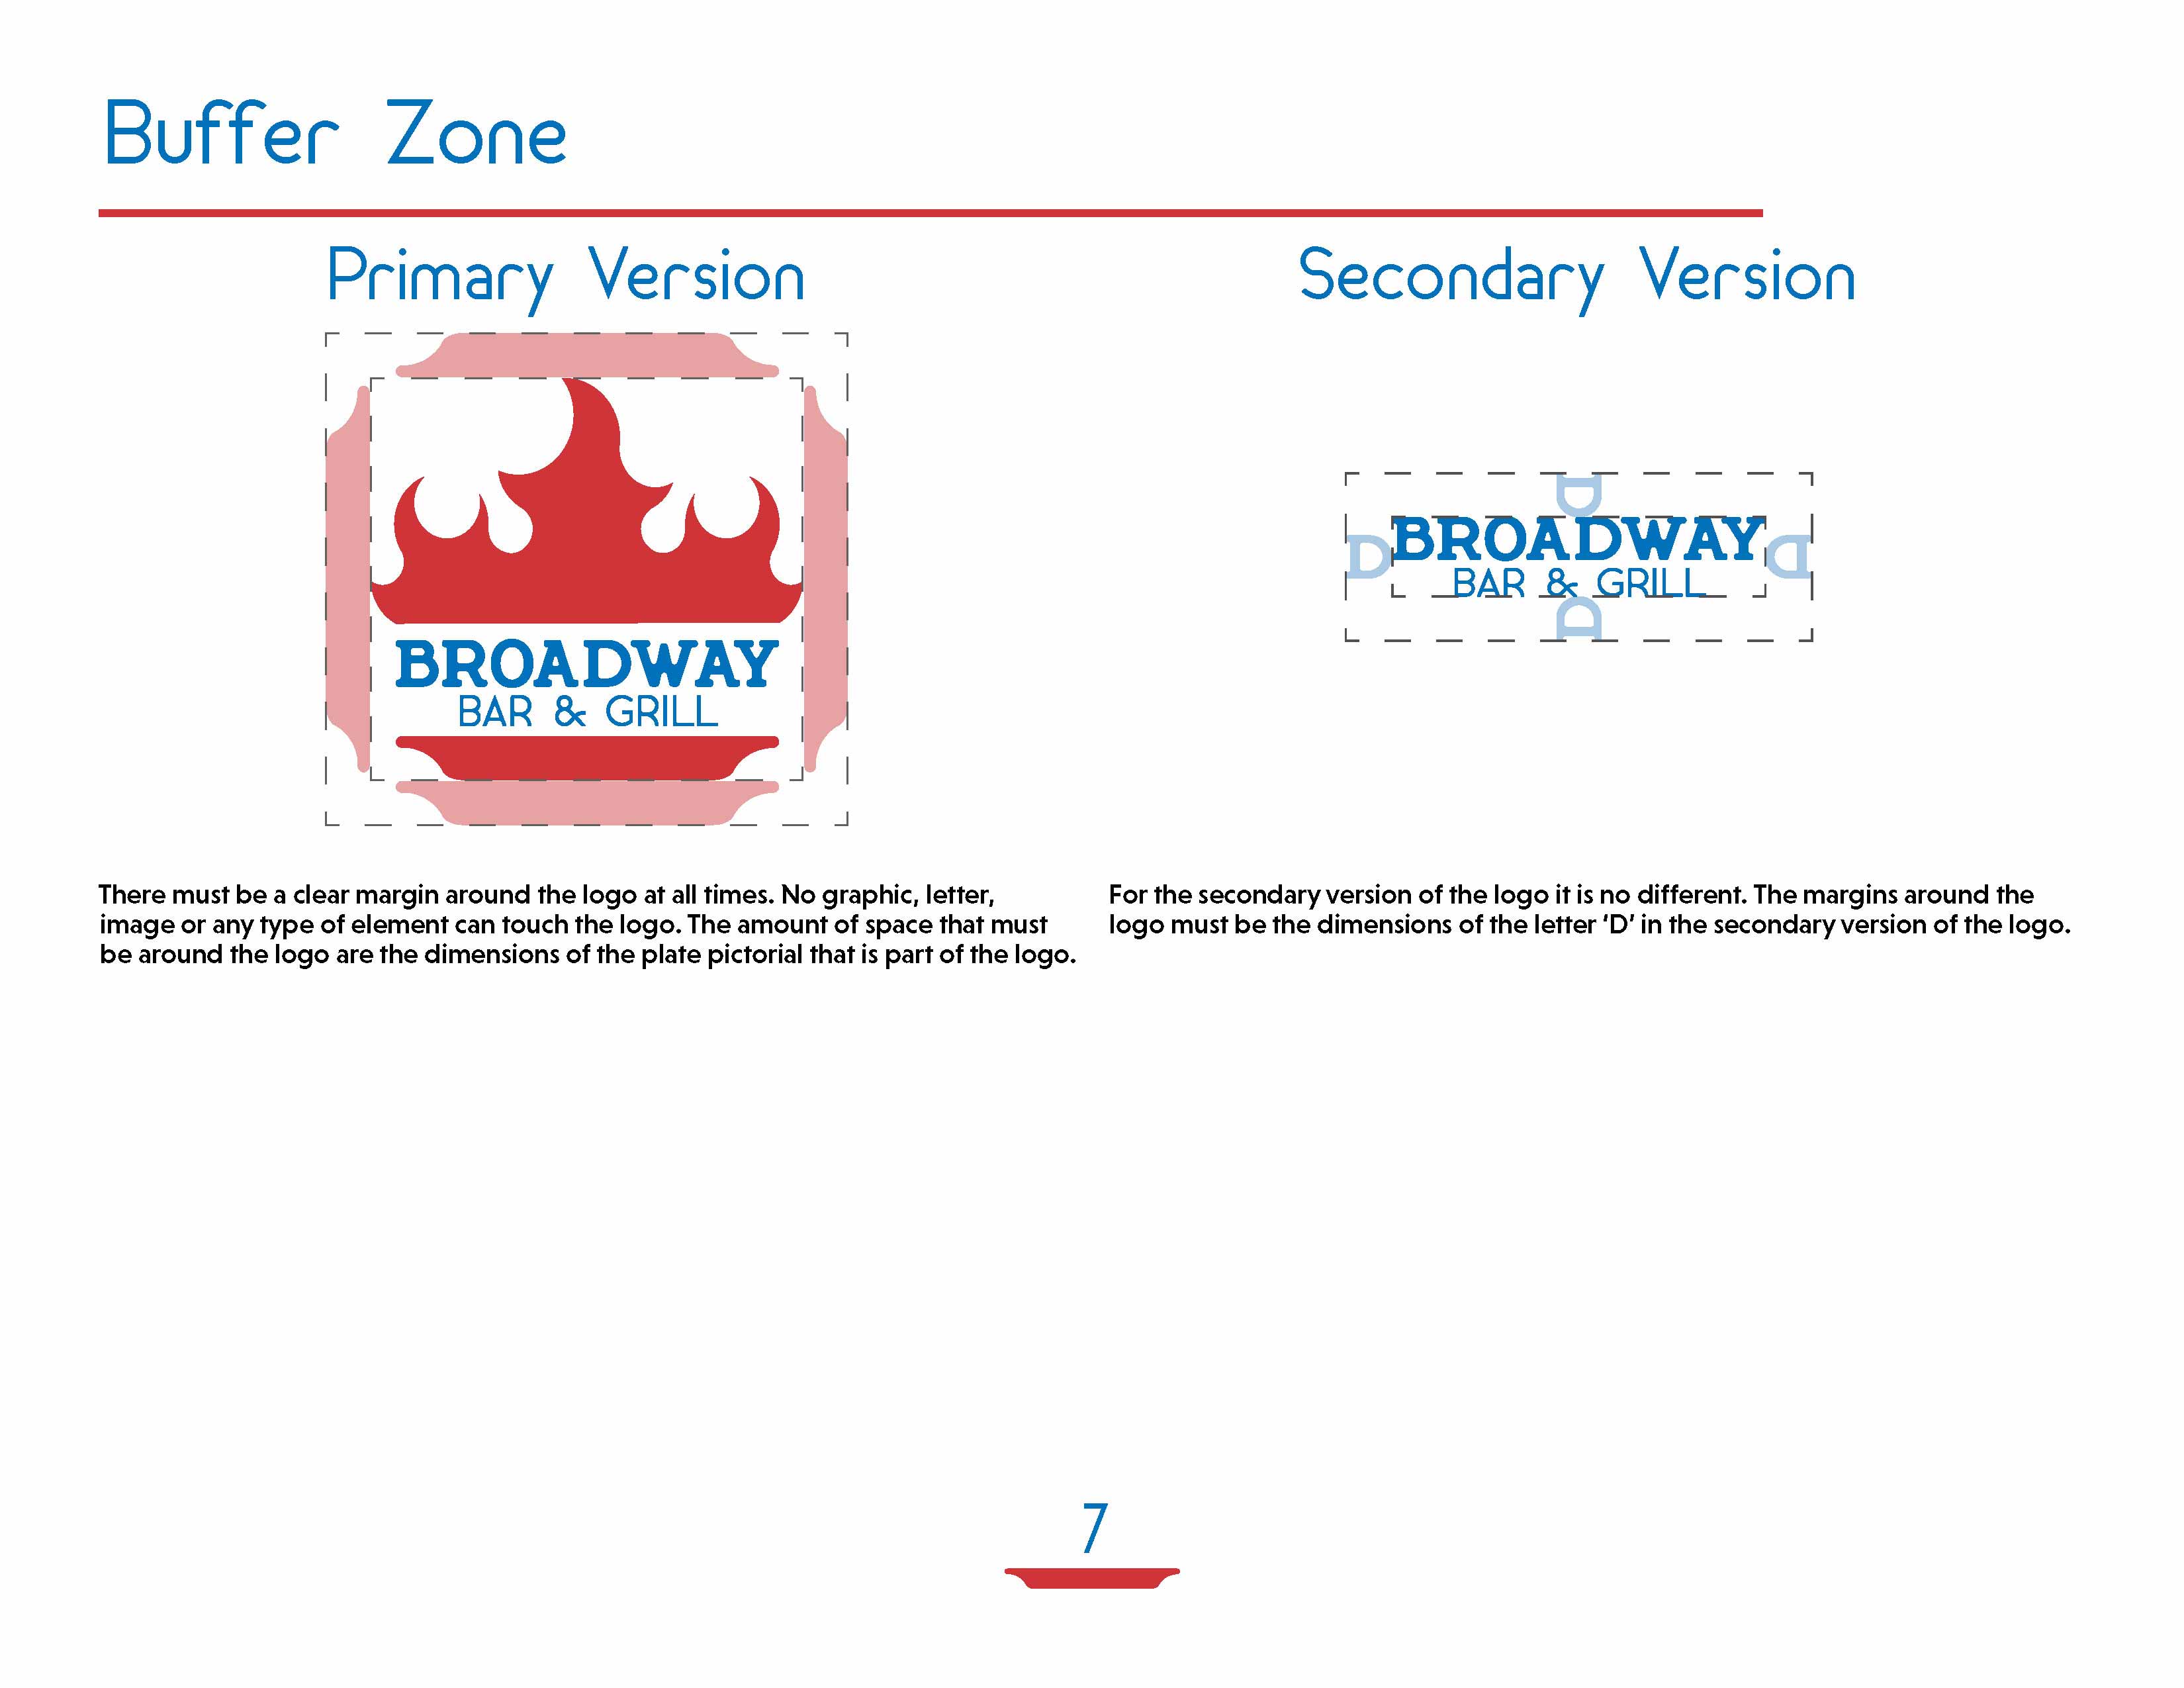 Buffer Zone
Primary Version
BROADWAY
BAR & GRILL
There must be a clear margin around the logo at all times. No graphic, letter,
image or any type of element can touch the logo. The amount of space that must
be around the logo are the dimensions of the plate pictorial that is part of the logo.
Secondary Version
D
D
BROADWAY
D
BAR & GRILL
D
For the secondary version of the logo it is no different. The margins around the
logo must be the dimensions of the letter ‘D’ in the secondary version of the logo.
7